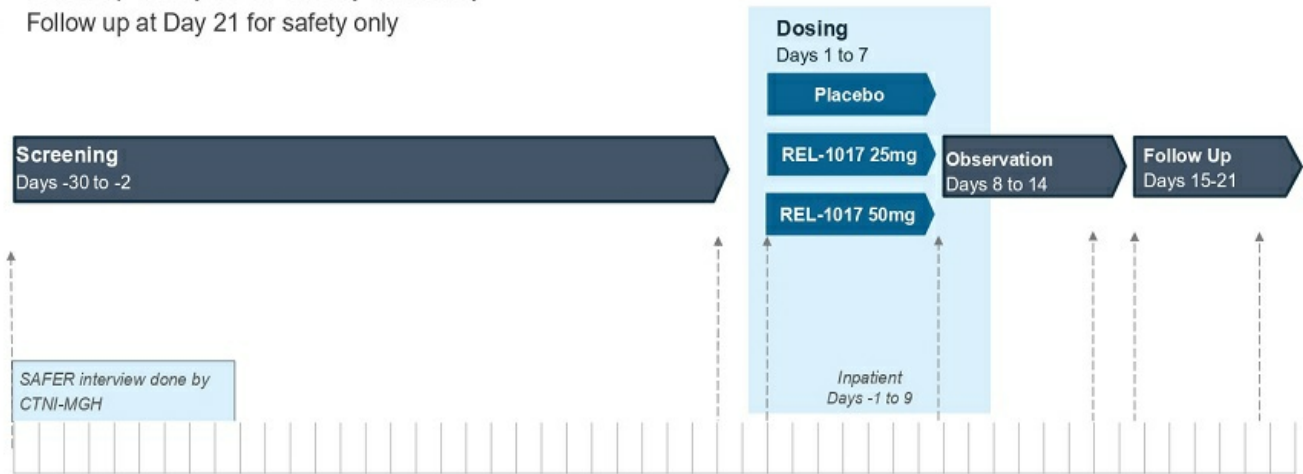 Follow up at Day 21 for safety only
Dosing
Days 1 to 7
Placebo
REL-1017 25mg
REL-1017 50mg
Screening
Days -30 to -2
Observation
Days 8 to 14
Follow Up
Days 15-21
SAFER interview done by
CTNI-MGH
Inpatient
Days -1 to 9